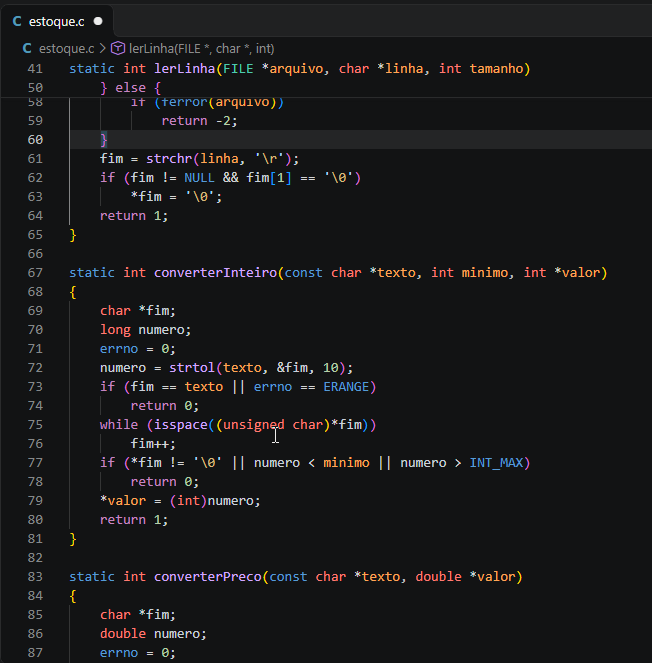 C estoque.c ●
C estoque.c > lerLinha(FILE *, char *, int)
41 static int lerLinha(FILE *arquivo, char *linha, int tamanho)
50     } else {
58         if (ferror(arquivo))
59             return -2;
60     }
61     fim = strchr(linha, '\r');
62     if (fim != NULL && fim[1] == '\0')
63         *fim = '\0';
64     return 1;
65 }
66
67 static int converterInteiro(const char *texto, int minimo, int *valor)
68 {
69     char *fim;
70     long numero;
71     errno = 0;
72     numero = strtol(texto, &fim, 10);
73     if (fim == texto || errno == ERANGE)
74         return 0;
75     while (isspace((unsigned char)*fim))
76         fim++;
77     if (*fim != '\0' || numero < minimo || numero > INT_MAX)
78         return 0;
79     *valor = (int)numero;
80     return 1;
81 }
82
83 static int converterPreco(const char *texto, double *valor)
84 {
85     char *fim;
86     double numero;
87     errno = 0;